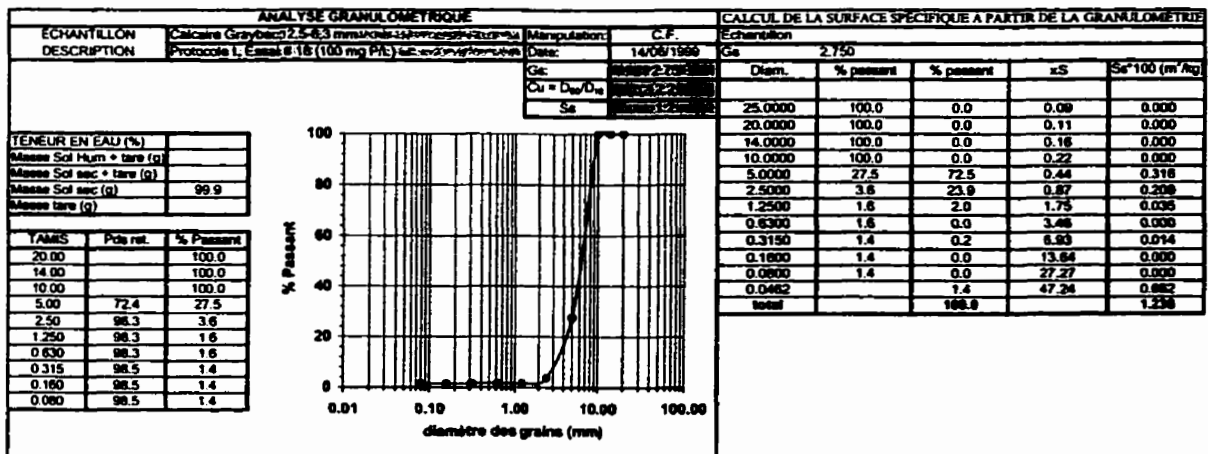 ANALYSE GRANULOMÉTRIQUE
ÉCHANTILLON Calcaire Graybec 2.5-6,3 mm Manipulation: C.F.
DESCRIPTION Protocole I, Essai # 16 (100 mg P/L) Date: 14/06/1999
Gs:
Cu = D60/D10
Ss
TENEUR EN EAU (%)
Masse Sol Hum + tare (g)
Masse Sol sec + tare (g)
Masse Sol sec (g) 99.9
Masse tare (g)
TAMIS Pds ret. % Passant
20.00 100.0
14.00 100.0
10.00 100.0
5.00 72.4 27.5
2.50 96.3 3.6
1.250 98.3 1.6
0.630 98.3 1.6
0.315 98.5 1.4
0.160 98.5 1.4
0.080 98.5 1.4
% Passant
100
80
60
40
20
0
0.01 0.10 1.00 10.00 100.00
diamètre des grains (mm)
CALCUL DE LA SURFACE SPÉCIFIQUE A PARTIR DE LA GRANULOMÉTRIE
Échantillon
Gs 2.750
Diam. % passant % passant xS Ss*100 (m²/kg)
25.0000 100.0 0.0 0.09 0.000
20.0000 100.0 0.0 0.11 0.000
14.0000 100.0 0.0 0.16 0.000
10.0000 100.0 0.0 0.22 0.000
5.0000 27.5 72.5 0.44 0.316
2.5000 3.6 23.9 0.87 0.209
1.2500 1.6 2.0 1.75 0.035
0.6300 1.6 0.0 3.46 0.000
0.3150 1.4 0.2 6.93 0.014
0.1600 1.4 0.0 13.64 0.000
0.0800 1.4 0.0 27.27 0.000
0.0462 1.4 47.24 0.662
total 100.0 1.236